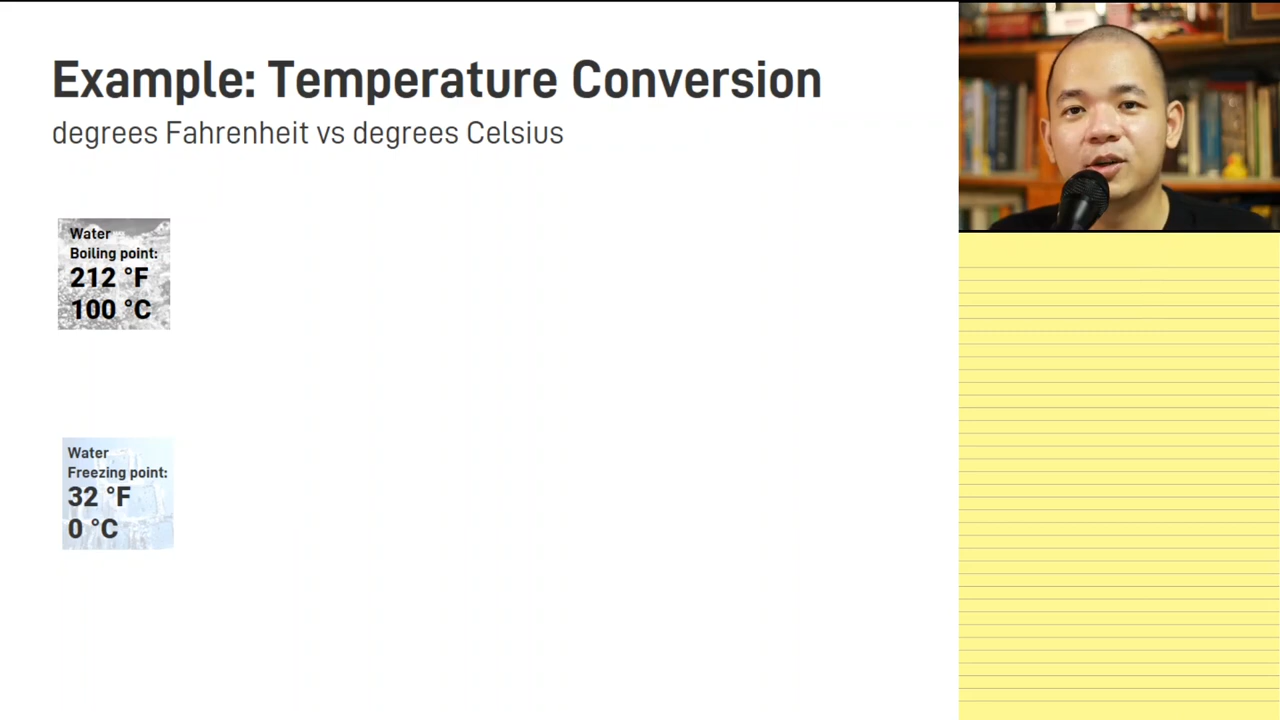 Example: Temperature Conversion
degrees Fahrenheit vs degrees Celsius
Water
Boiling point:
212 °F
100 °C
Water
Freezing point:
32 °F
0 °C